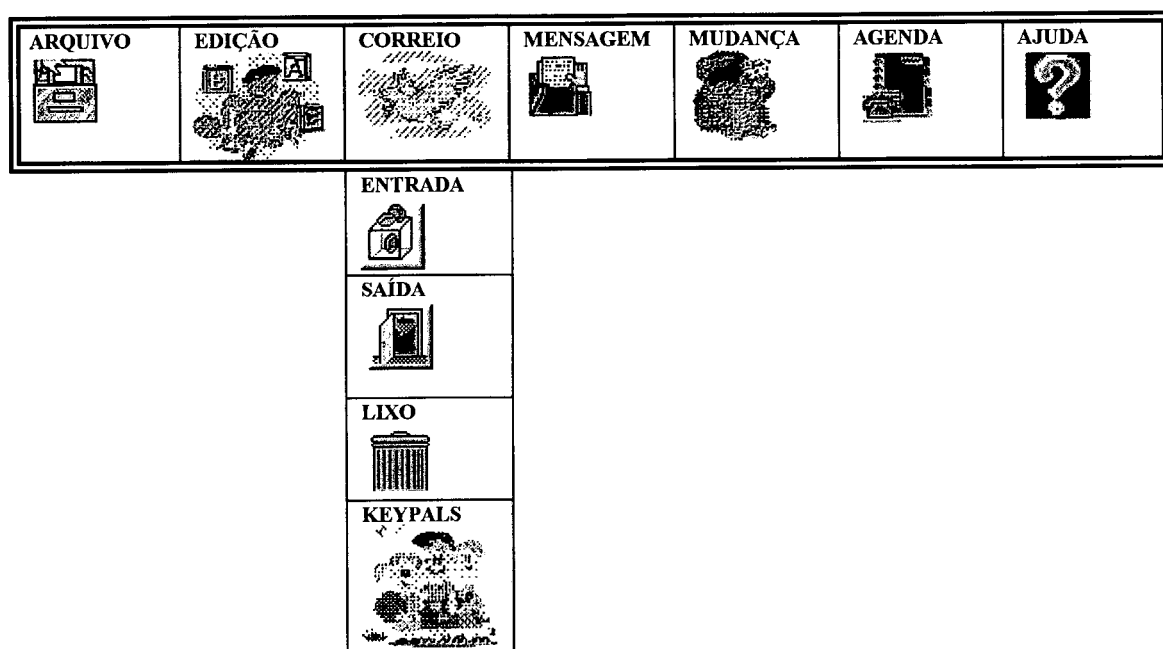 ARQUIVO EDIÇÃO CORREIO MENSAGEM MUDANÇA AGENDA AJUDA
ENTRADA
SAÍDA
LIXO
KEYPALS